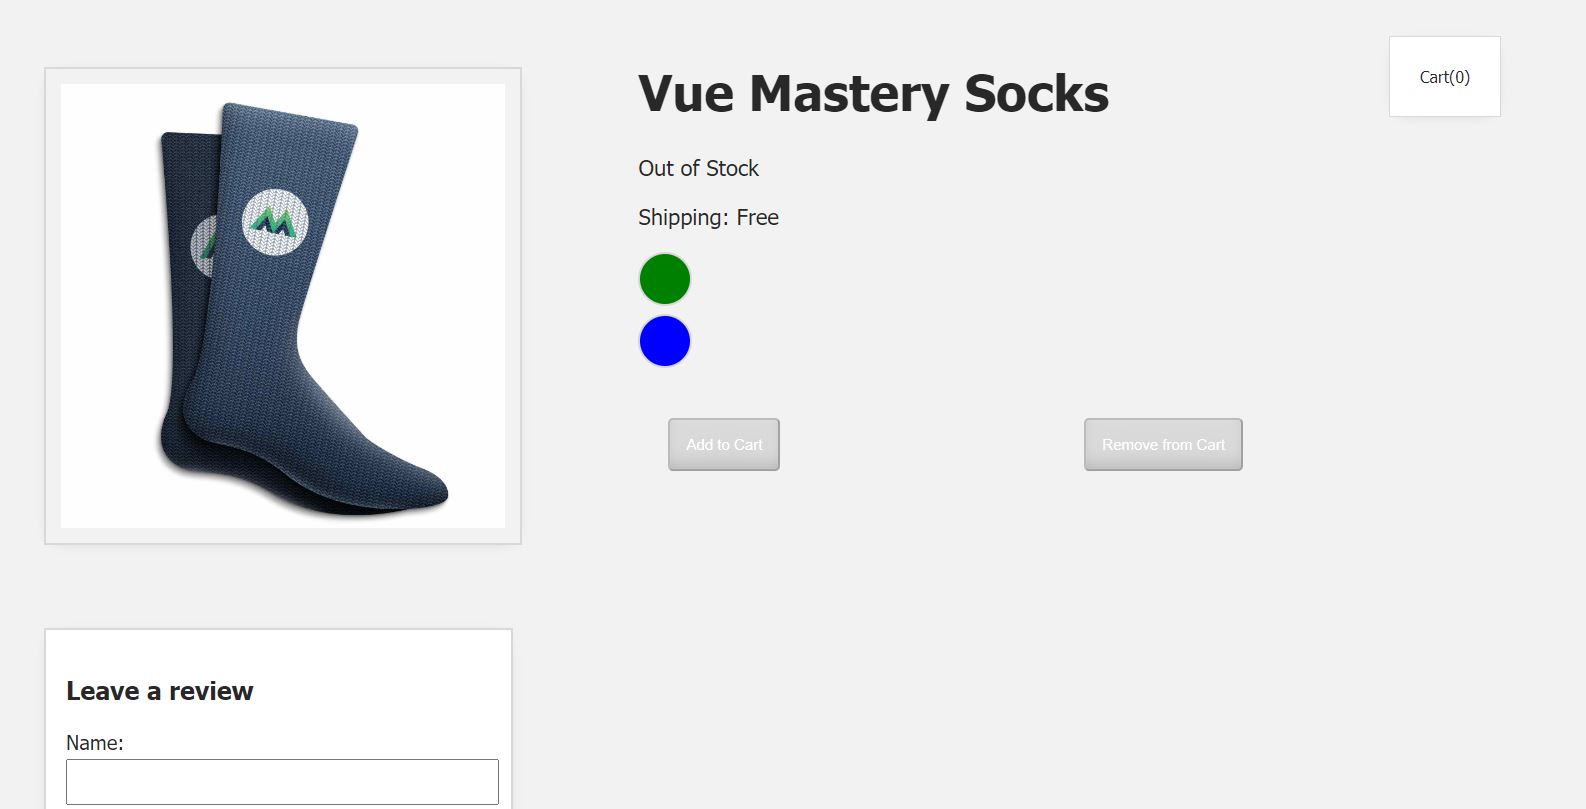 Cart(0)
Vue Mastery Socks
Out of Stock
Shipping: Free
Add to Cart
Remove from Cart
Leave a review
Name: